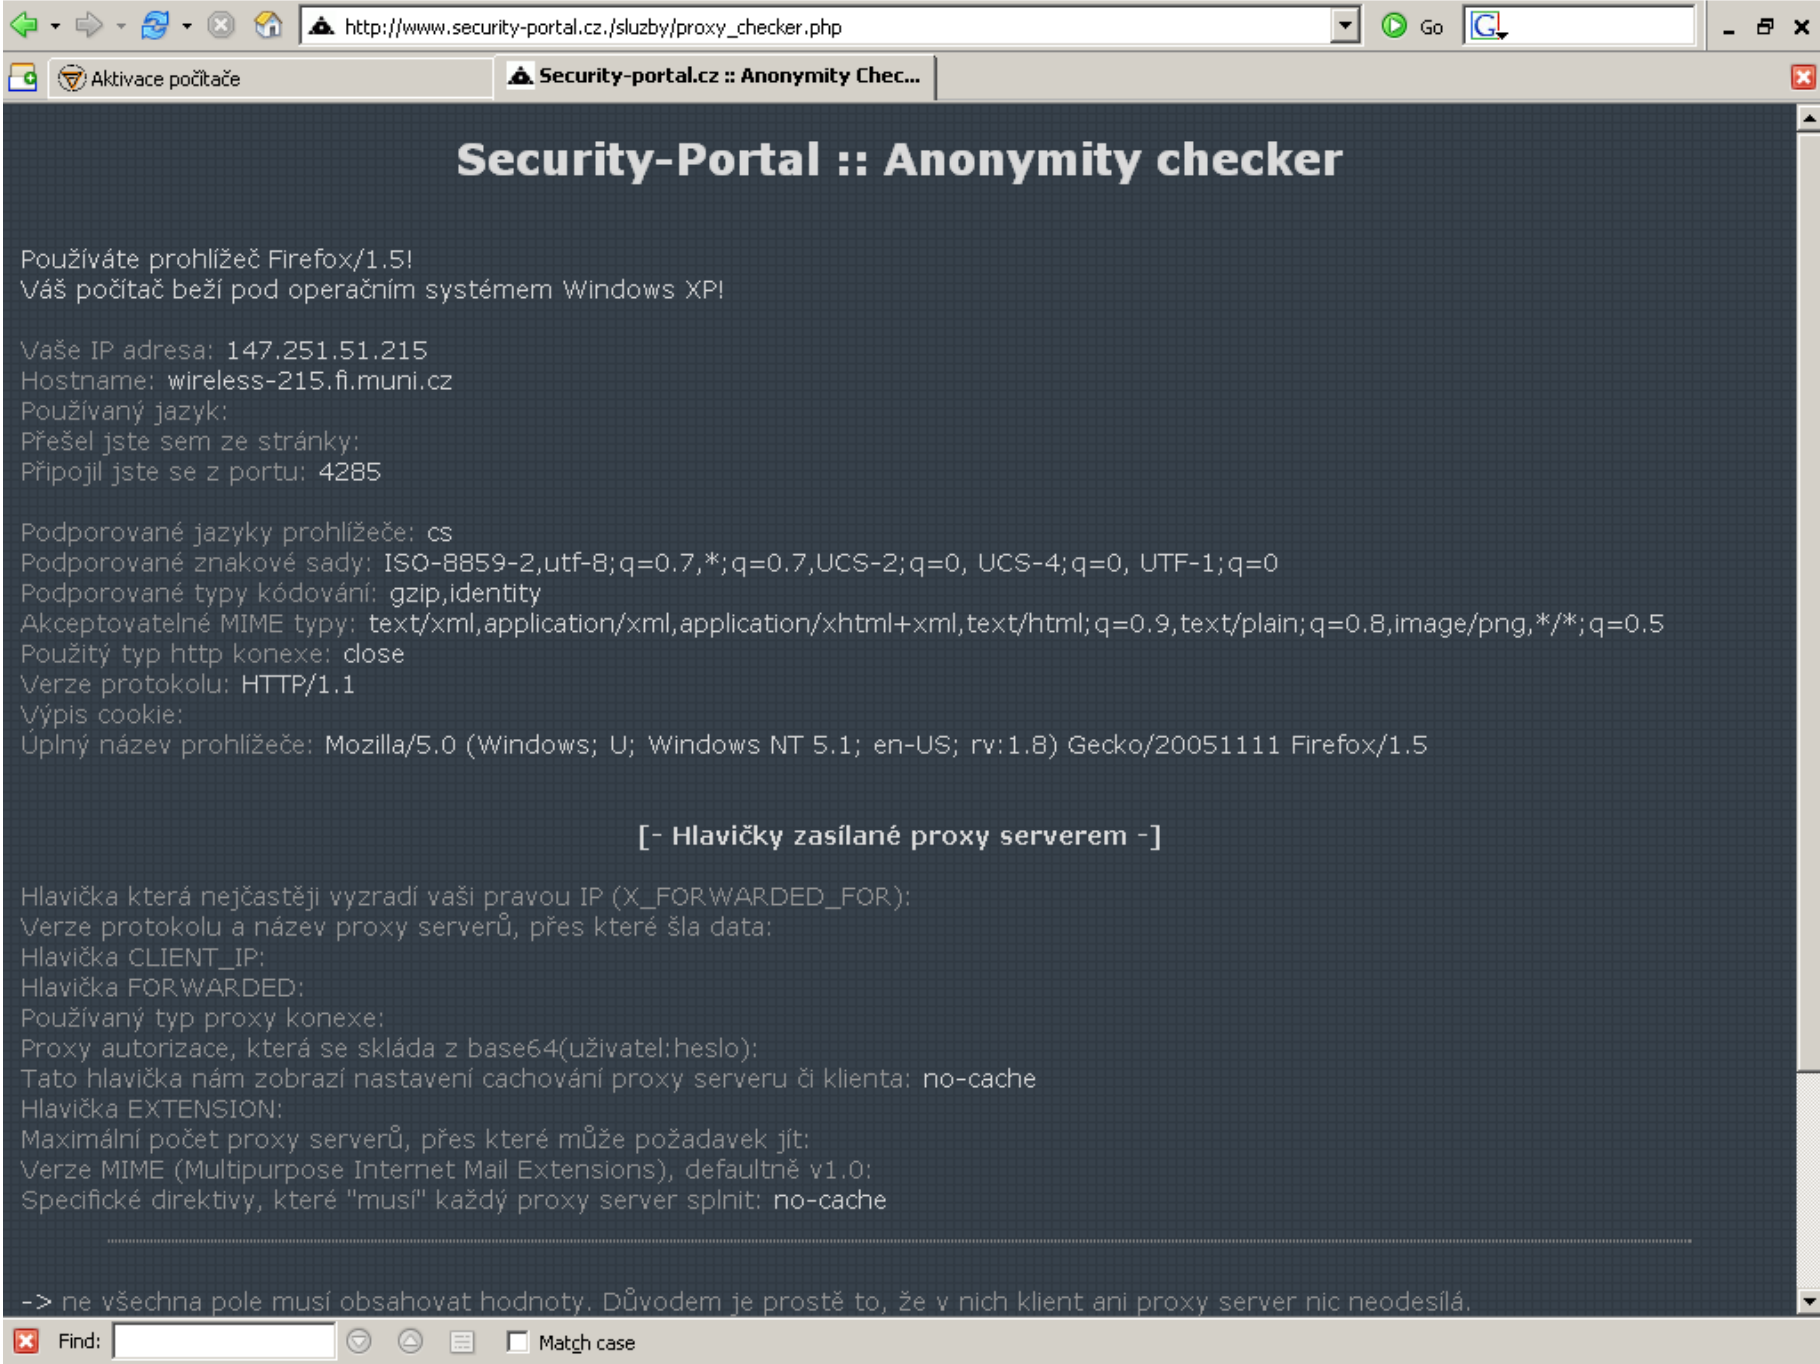 http://www.security-portal.cz./sluzby/proxy_checker.php
Go
G
Aktivace počítače
Security-portal.cz :: Anonymity Chec...
Security-Portal :: Anonymity checker
Používáte prohlížeč Firefox/1.5!
Váš počítač beží pod operačním systémem Windows XP!
Vaše IP adresa: 147.251.51.215
Hostname: wireless-215.fi.muni.cz
Používaný jazyk:
Přešel jste sem ze stránky:
Připojil jste se z portu: 4285
Podporované jazyky prohlížeče: cs
Podporované znakové sady: ISO-8859-2,utf-8;q=0.7,*;q=0.7,UCS-2;q=0, UCS-4;q=0, UTF-1;q=0
Podporované typy kódování: gzip,identity
Akceptovatelné MIME typy: text/xml,application/xml,application/xhtml+xml,text/html;q=0.9,text/plain;q=0.8,image/png,*/*;q=0.5
Použitý typ http konexe: close
Verze protokolu: HTTP/1.1
Výpis cookie:
Úplný název prohlížeče: Mozilla/5.0 (Windows; U; Windows NT 5.1; en-US; rv:1.8) Gecko/20051111 Firefox/1.5
[- Hlavičky zasílané proxy serverem -]
Hlavička která nejčastěji vyzradí vaši pravou IP (X_FORWARDED_FOR):
Verze protokolu a název proxy serverů, přes které šla data:
Hlavička CLIENT_IP:
Hlavička FORWARDED:
Používaný typ proxy konexe:
Proxy autorizace, která se skláda z base64(uživatel:heslo):
Tato hlavička nám zobrazí nastavení cachování proxy serveru či klienta: no-cache
Hlavička EXTENSION:
Maximální počet proxy serverů, přes které může požadavek jít:
Verze MIME (Multipurpose Internet Mail Extensions), defaultně v1.0:
Specifické direktivy, které "musí" každý proxy server splnit: no-cache
-> ne všechna pole musí obsahovat hodnoty. Důvodem je prostě to, že v nich klient ani proxy server nic neodesílá.
Find:
Match case